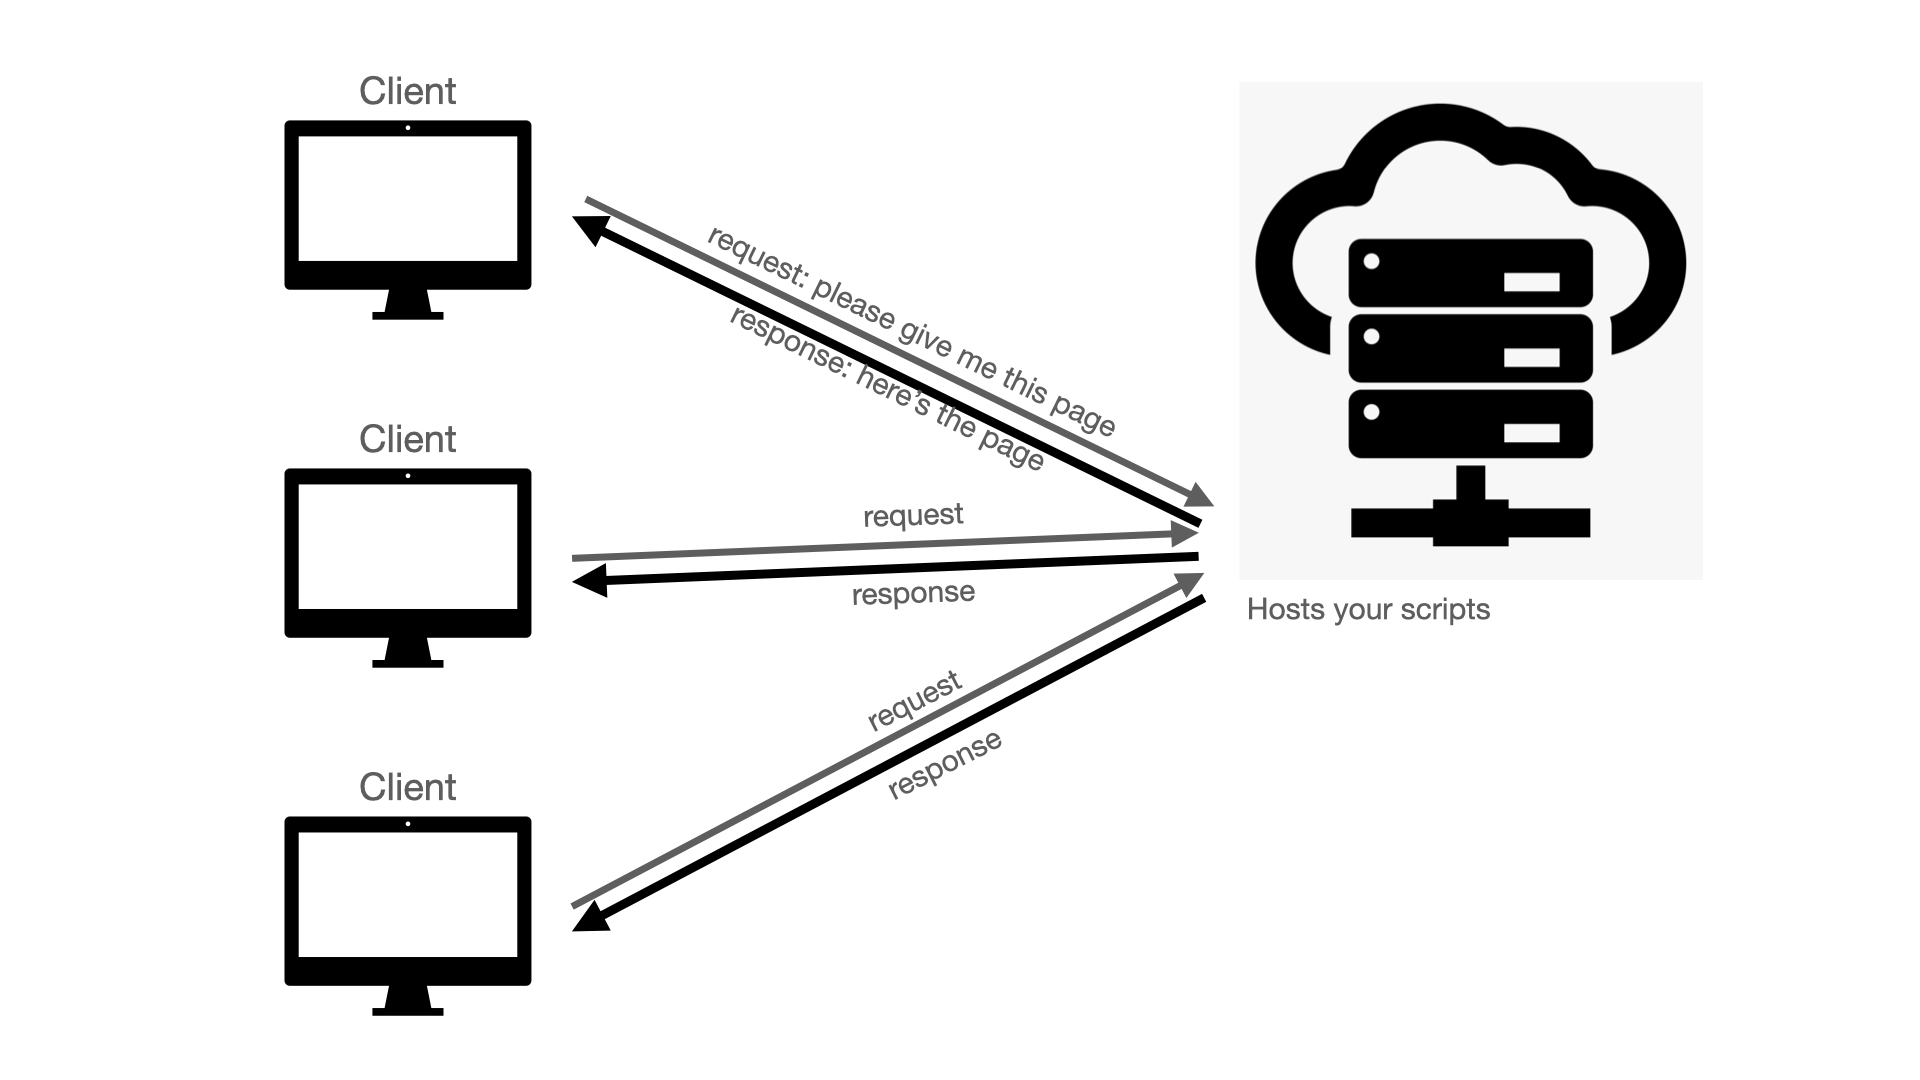 Client
request: please give me this page
response: here’s the page
Client
request
response
Hosts your scripts
request
response
Client